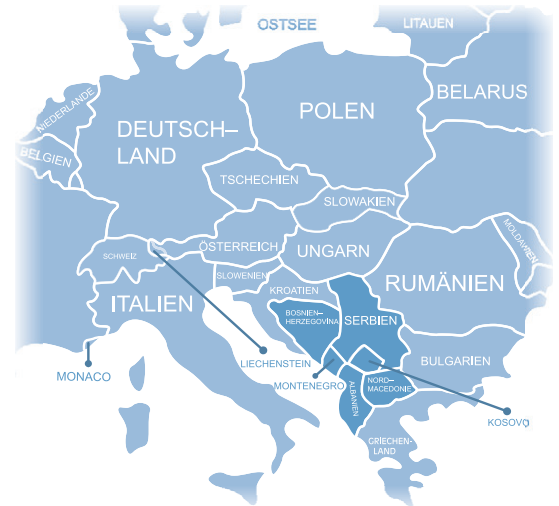 OSTSEE
LITAUEN
NIEDERLANDE
BELARUS
POLEN
DEUTSCH–
LAND
BELGIEN
TSCHECHIEN
SLOWAKIEN
MOLDAWIEN
ÖSTERREICH
UNGARN
SCHWEIZ
SLOWENIEN
RUMÄNIEN
KROATIEN
ITALIEN
BOSNIEN–
HERZEGOVINA
SERBIEN
LIECHENSTEIN
BULGARIEN
MONACO
MONTENEGRO
NORD–
MACEDONIE
ALBANIEN
KOSOVO
GRIECHEN-
LAND